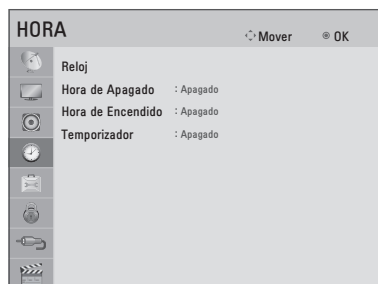 HORA
Mover OK
Reloj
Hora de Apagado : Apagado
Hora de Encendido : Apagado
Temporizador : Apagado